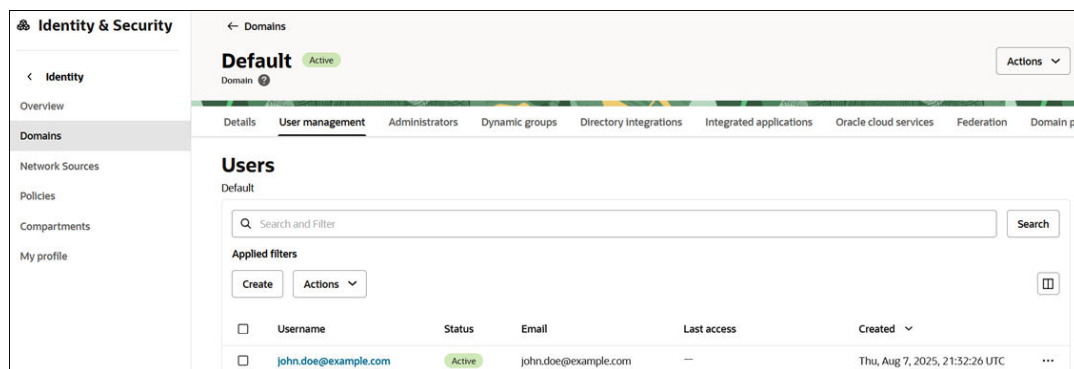 Identity & Security
Identity
Overview
Domains
Network Sources
Policies
Compartments
My profile
← Domains
Default Active
Domain ?
Actions
Details User management Administrators Dynamic groups Directory integrations Integrated applications Oracle cloud services Federation Domain p
Users
Default
Search and Filter
Search
Applied filters
Create Actions
Username Status Email Last access Created
john.doe@example.com Active john.doe@example.com — Thu, Aug 7, 2025, 21:32:26 UTC ...